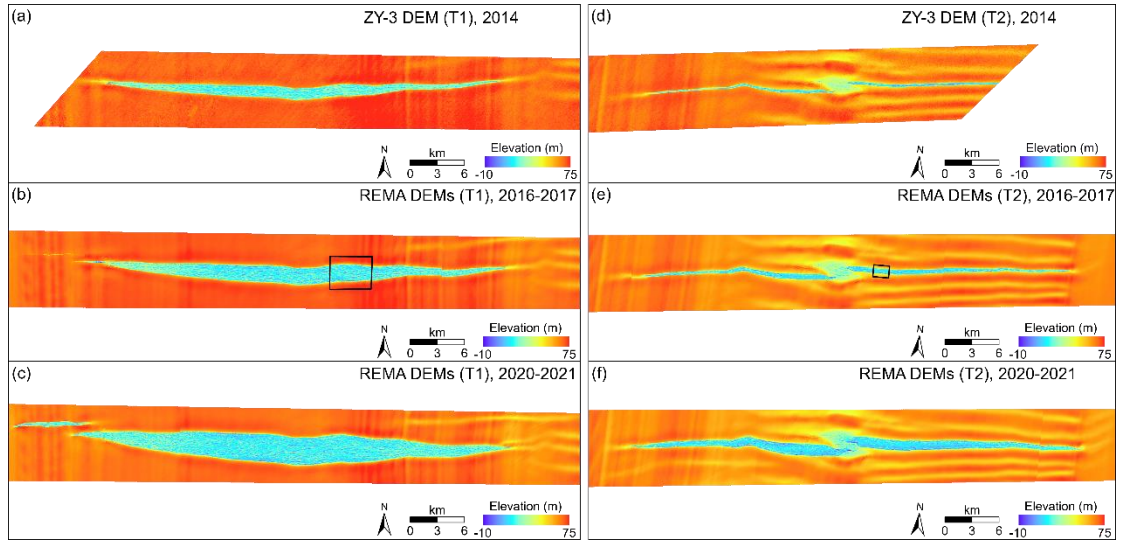 (a)
ZY-3 DEM (T1), 2014
N
km
0 3 6
Elevation (m)
-10 75
(d)
ZY-3 DEM (T2), 2014
N
km
0 3 6
Elevation (m)
-10 75
(b)
REMA DEMs (T1), 2016-2017
N
km
0 3 6
Elevation (m)
-10 75
(e)
REMA DEMs (T2), 2016-2017
N
km
0 3 6
Elevation (m)
-10 75
(c)
REMA DEMs (T1), 2020-2021
N
km
0 3 6
Elevation (m)
-10 75
(f)
REMA DEMs (T2), 2020-2021
N
km
0 3 6
Elevation (m)
-10 75